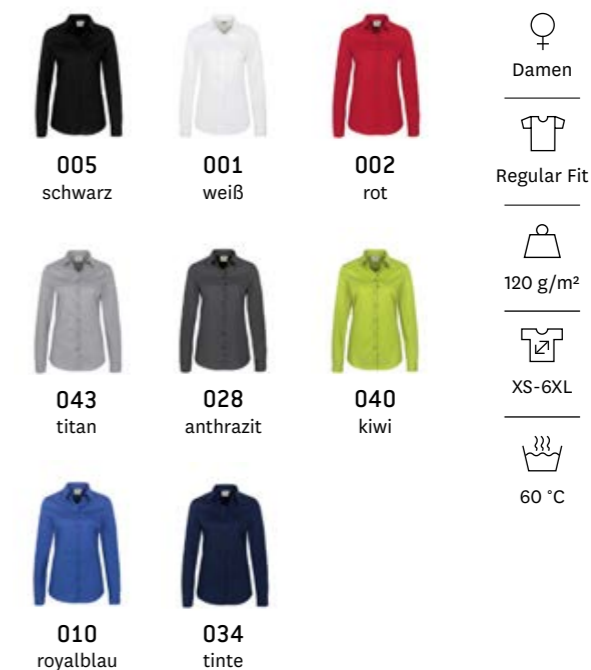 005
schwarz
001
weiß
002
rot
043
titan
028
anthrazit
040
kiwi
010
royalblau
034
tinte
Damen
Regular Fit
120 g/m²
XS-6XL
60 °C